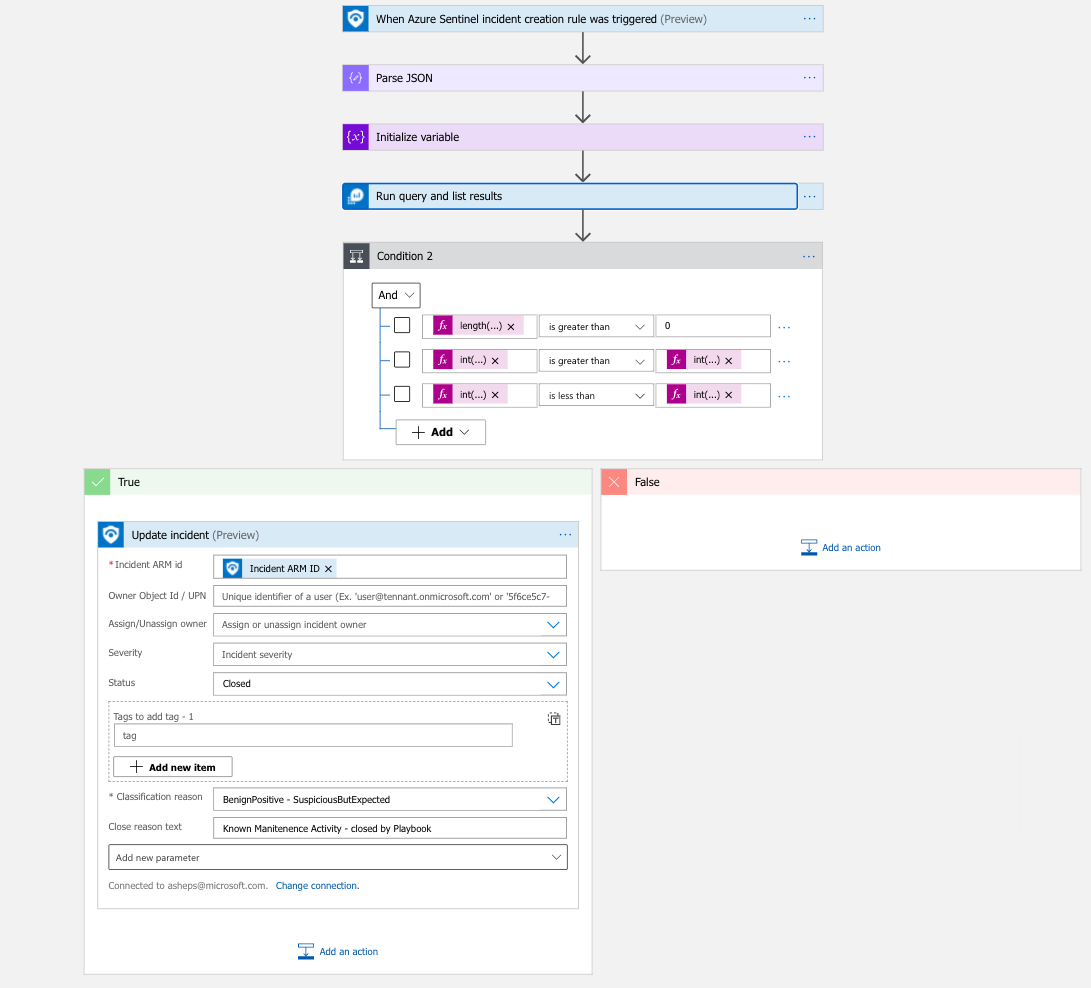 When Azure Sentinel incident creation rule was triggered (Preview) ...
Parse JSON ...
{x} Initialize variable ...
Run query and list results ...
Condition 2 ...
And
fx length(...) × is greater than 0 ...
fx int(...) × is greater than fx int(...) × ...
fx int(...) × is less than fx int(...) × ...
+ Add
True
False
Add an action
Update incident (Preview) ...
* Incident ARM id Incident ARM ID ×
Owner Object Id / UPN Unique identifier of a user (Ex. 'user@tennant.onmicrosoft.com' or '5f6ce5c7-
Assign/Unassign owner Assign or unassign incident owner
Severity Incident severity
Status Closed
Tags to add tag - 1
tag
+ Add new item
* Classification reason BenignPositive - SuspiciousButExpected
Close reason text Known Manitenence Activity - closed by Playbook
Add new parameter
Connected to asheps@microsoft.com. Change connection.
Add an action